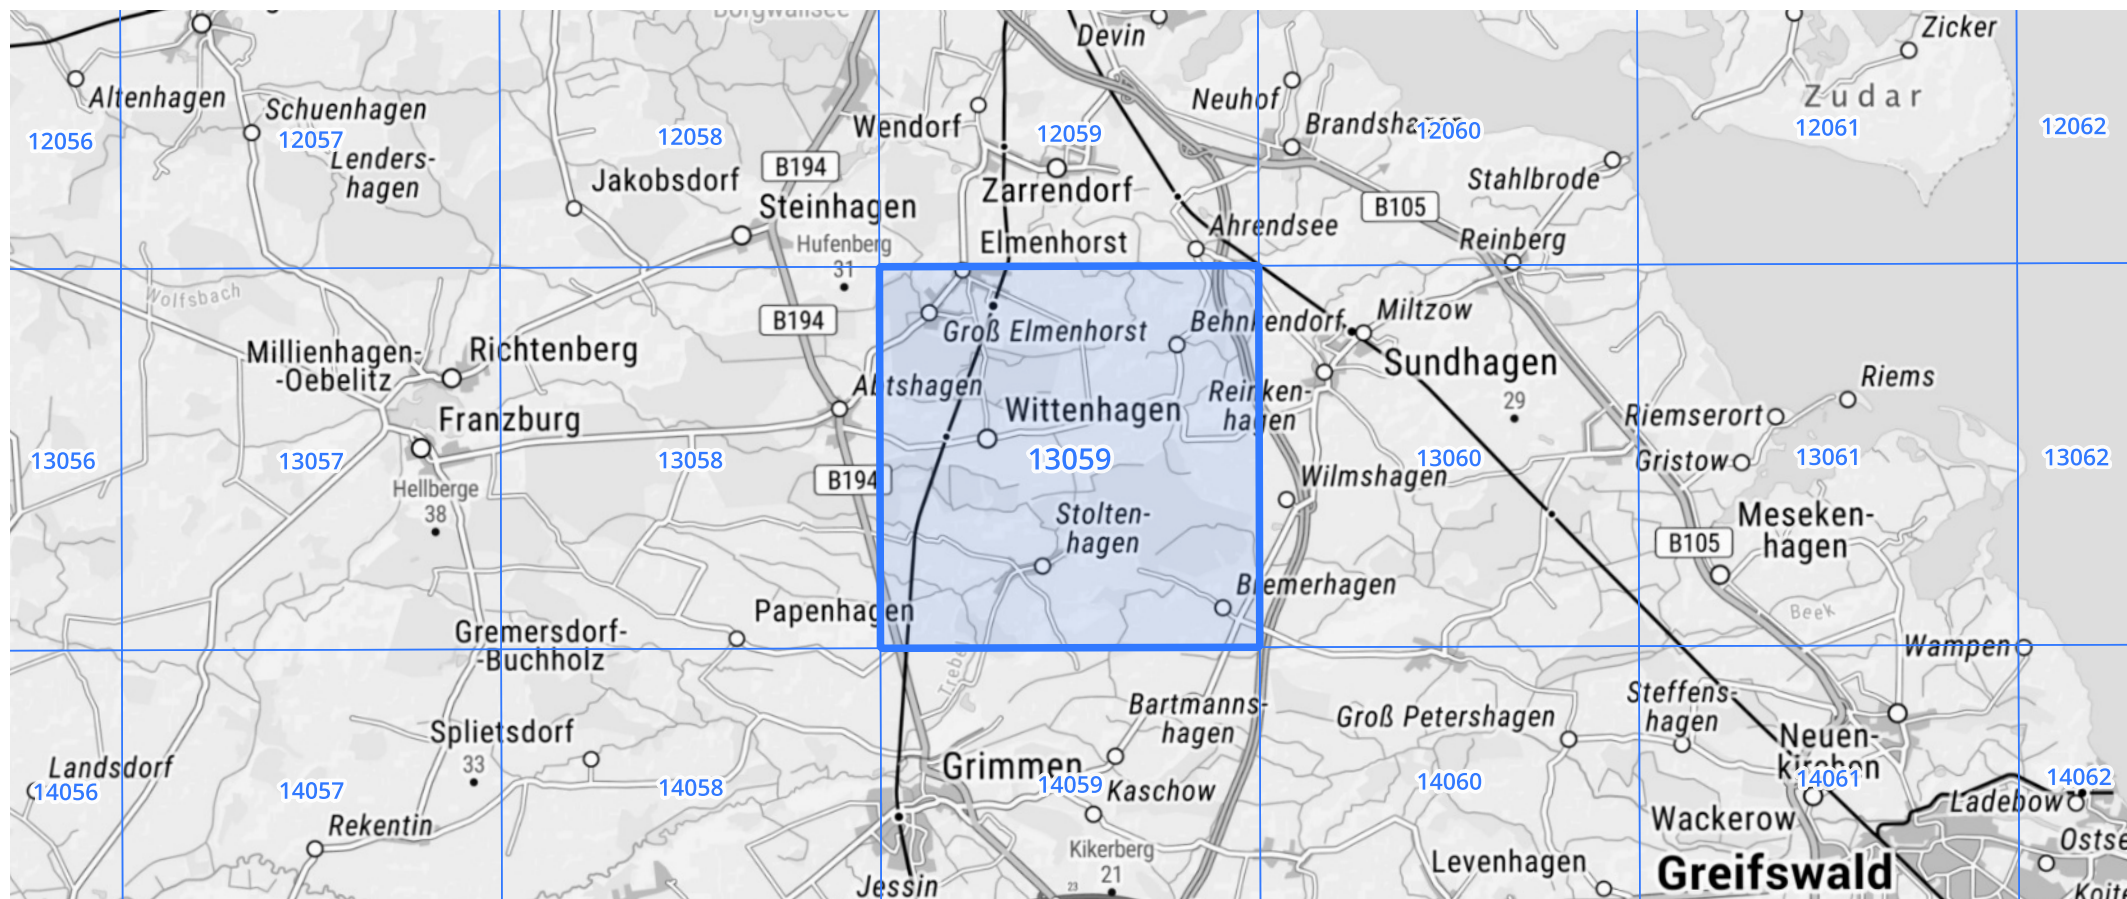 Borgwallsee
Devin
Zicker
Altenhagen
Schuenhagen
Neuhof
Zudar
12056
12057
Lenders-
hagen
12058
Wendorf
12059
12060
12061
12062
B194
Jakobsdorf
Zarrendorf
Stahlbrode
Steinhagen
B105
Hufenberg
31
Elmenhorst
Ahrendsee
Reinberg
Wolfsbach
B194
Groß Elmenhorst
Behnkendorf
Miltzow
Millienhagen-
-Oebelitz
Richtenberg
Sundhagen
29
Riems
Abtshagen
Reinken-
hagen
Franzburg
Wittenhagen
Riemserort
13056
13057
13058
13059
13060
Gristow
13061
13062
Hellberge
38
B194
Wilmshagen
Stolten-
hagen
B105
Meseken-
hagen
Bremerhagen
Papenhagen
Beek
Gremersdorf-
-Buchholz
Wampen
Bartmanns-
hagen
Groß Petershagen
Steffens-
hagen
Splietsdorf
33
Landsdorf
Grimmen
Neuen-
kirchen
14056
14057
14058
14059
Kaschow
14060
14061
14062
Ladebow
Rekentin
Wackerow
Kikerberg
21
23
Levenhagen
Greifswald
Jessin